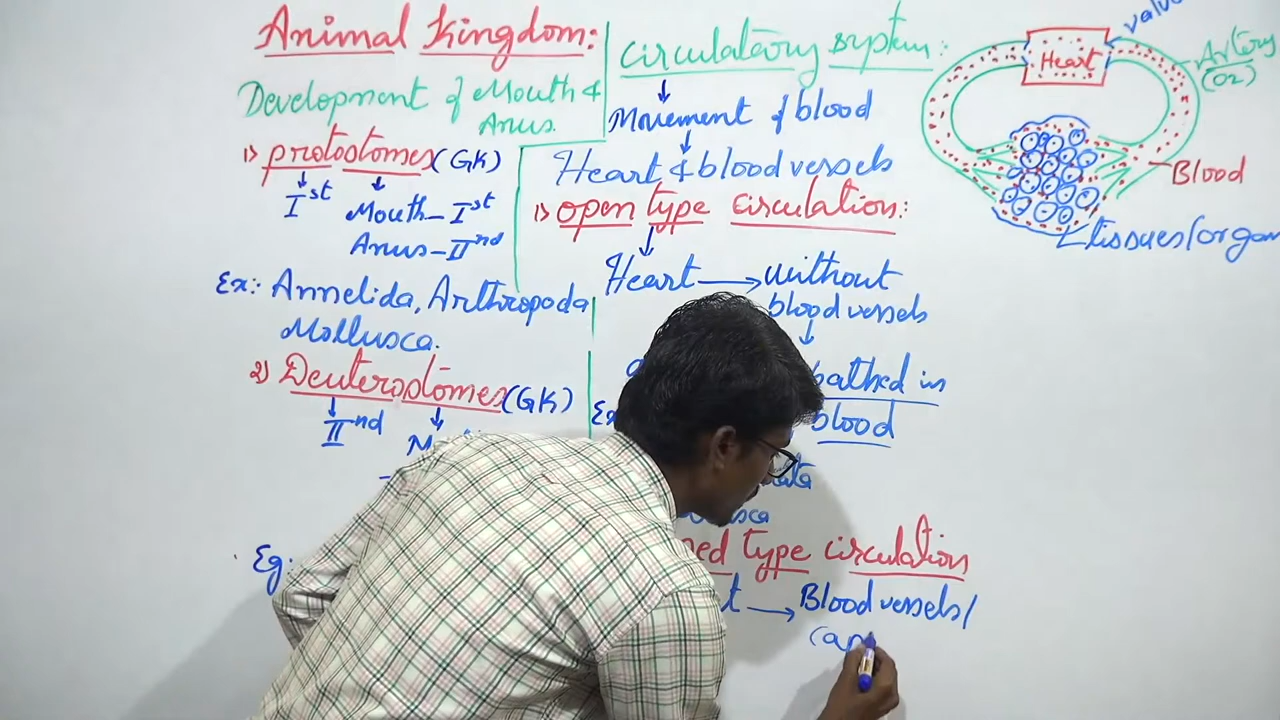 Animal Kingdom:
Development of Mouth &
Anus.
1) Protostomes (GK)
Ist
Mouth – Ist
Anus – IInd
Ex:- Annelida, Arthropoda
Mollusca.
2) Deuterostomes (GK)
IInd
Eg:
circulatory system:
Movement of blood
Heart & blood vessels
1) open type circulation:
Heart → without
blood vessels
bathed in
blood
type circulation
→ Blood vessels/
(ap
Heart
valve
Artery
(O2)
Blood
tissues/organ